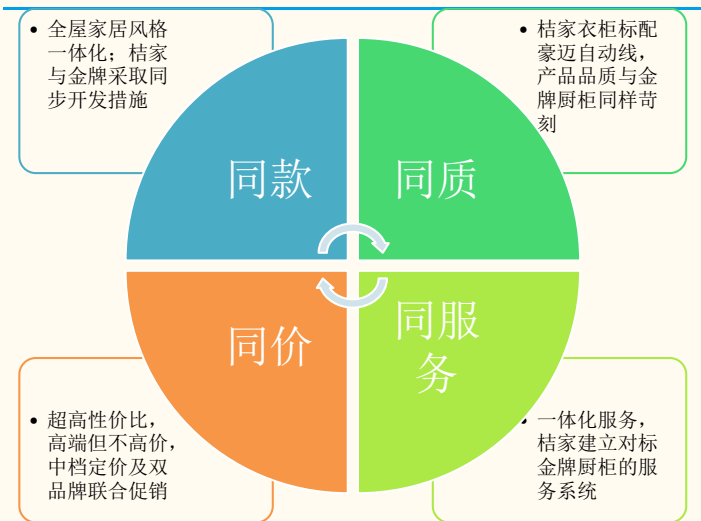 • 全屋家居风格
一体化；桔家
与金牌采取同
步开发措施
• 桔家衣柜标配
豪迈自动线，
产品品质与金
牌厨柜同样苛
刻
同款
同质
同价
同服
务
• 超高性价比，
高端但不高价，
中档定价及双
品牌联合促销
• 一体化服务，
桔家建立对标
金牌厨柜的服
务系统